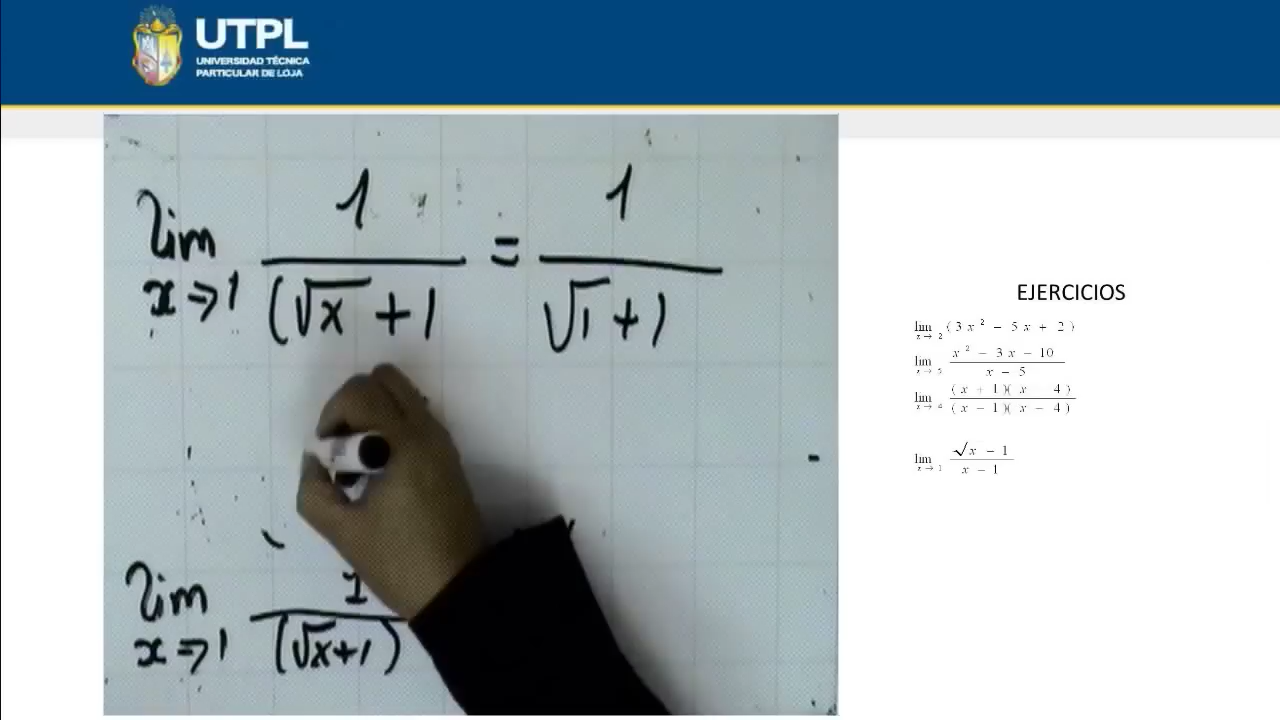 UTPL
UNIVERSIDAD TÉCNICA
PARTICULAR DE LOJA
lim x→1 1/(√x + 1 = 1/√1 + 1
lim x→1 1/(√x+1)
EJERCICIOS
lim x→2 (3x² − 5x + 2)
lim x→5 x² − 3x − 10 / x − 5
lim x→4 (x + 1)(x − 4) / (x − 1)(x − 4)
lim x→1 √x − 1 / x − 1